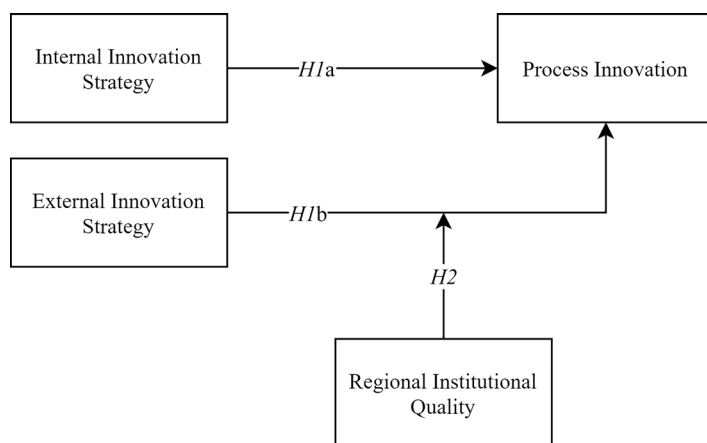 Internal Innovation
Strategy
H1a
Process Innovation
External Innovation
Strategy
H1b
H2
Regional Institutional
Quality